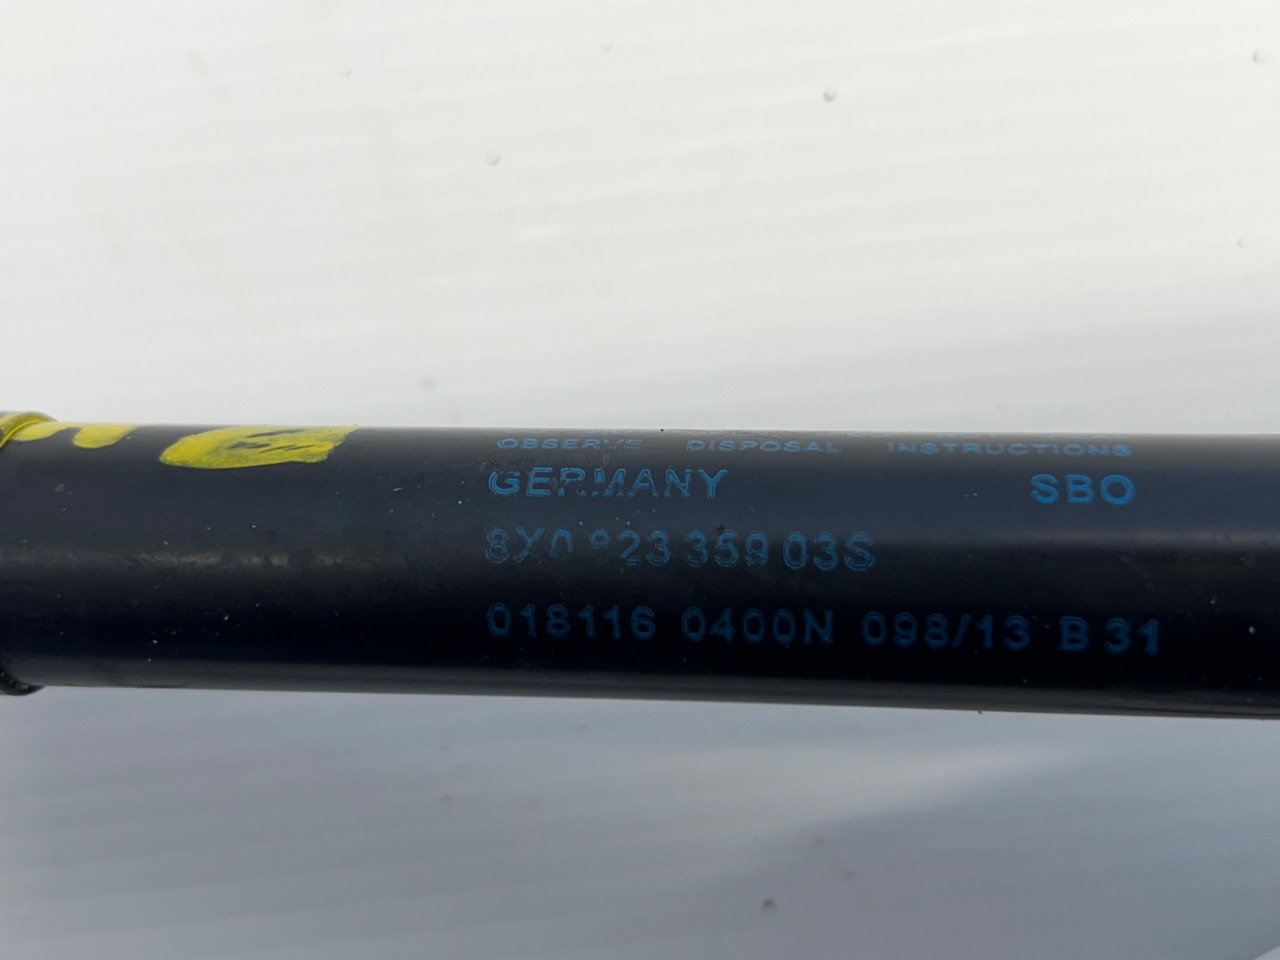 OBSERVE DISPOSAL INSTRUCTIONS
GERMANY SBO
8X0 823 359 03S
018116 0400N 098/13 B 31